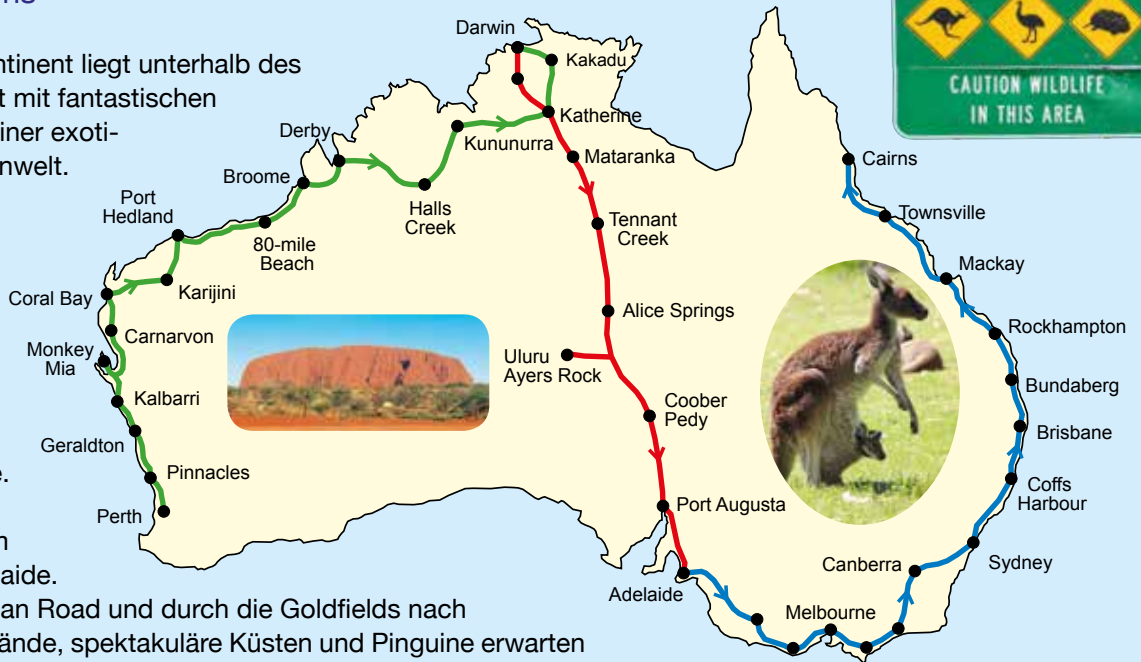 ntinent liegt unterhalb des
t mit fantastischen
iner exoti-
nwelt.
CAUTION WILDLIFE
IN THIS AREA
Darwin
Kakadu
Katherine
Kununurra
Derby
Broome
Halls
Creek
Port
Hedland
80-mile
Beach
Karijini
Coral Bay
Carnarvon
Monkey
Mia
Kalbarri
Geraldton
Pinnacles
Perth
Mataranka
Tennant
Creek
Alice Springs
Uluru
Ayers Rock
Coober
Pedy
Port Augusta
Adelaide
Cairns
Townsville
Mackay
Rockhampton
Bundaberg
Brisbane
Coffs
Harbour
Sydney
Canberra
Melbourne
e.
n
aide.
an Road und durch die Goldfields nach
ände, spektakuläre Küsten und Pinguine erwarten